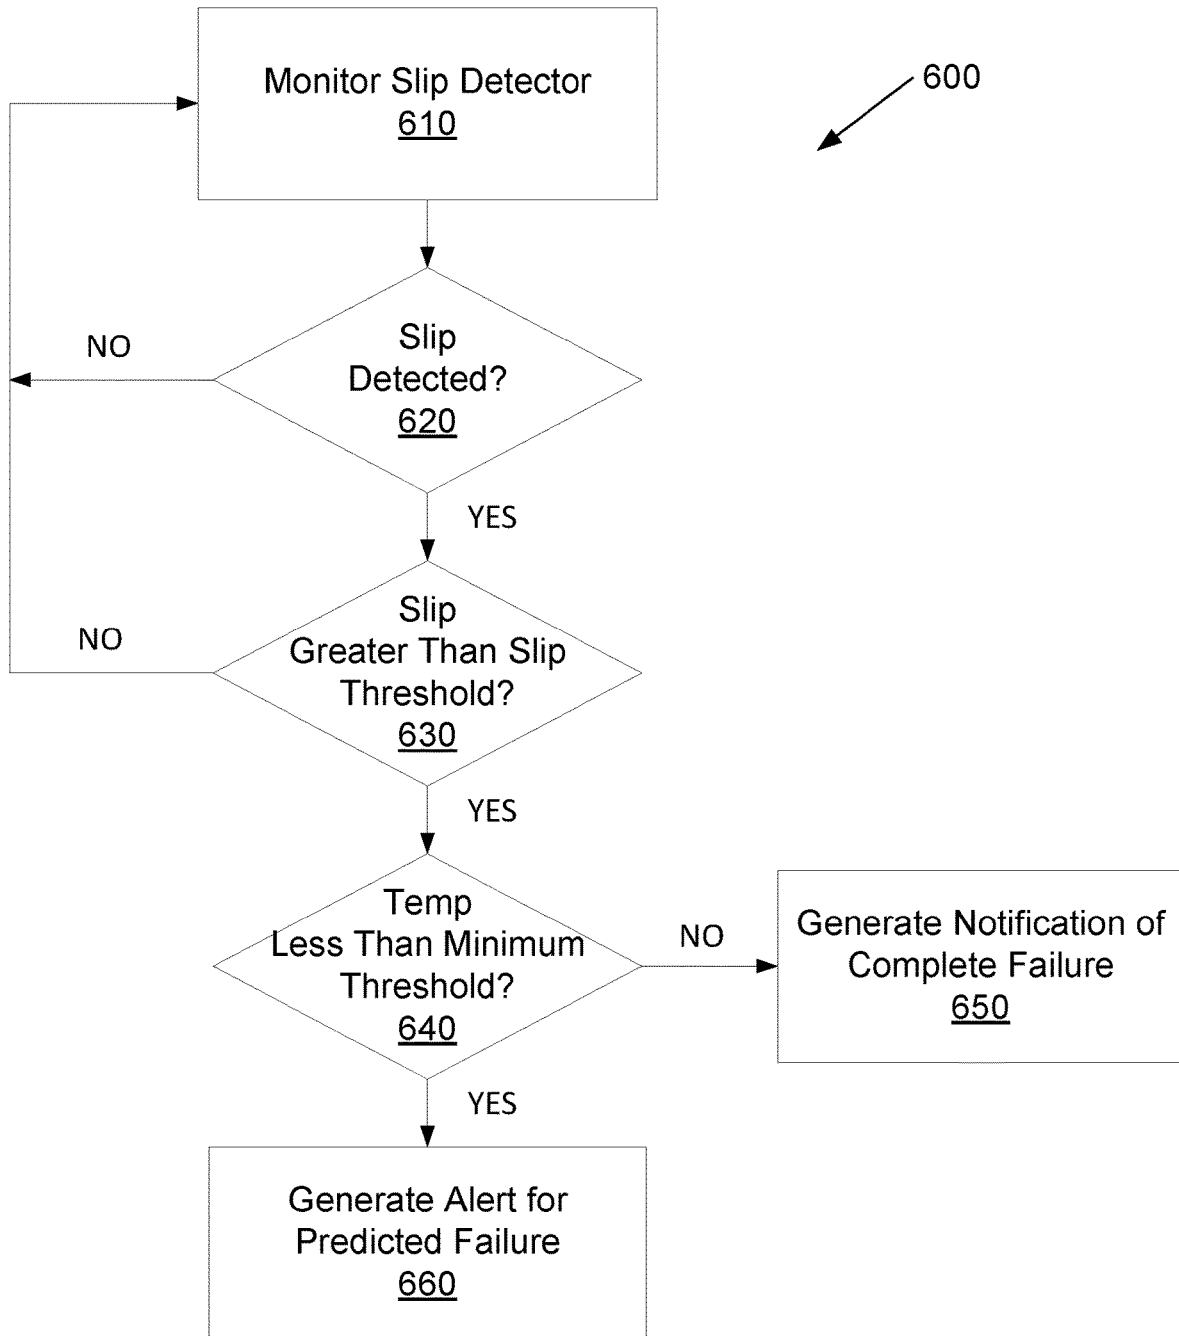 Monitor Slip Detector
610
600
Slip
Detected?
620
NO
YES
Slip
Greater Than Slip
Threshold?
630
NO
YES
Temp
Less Than Minimum
Threshold?
640
NO
Generate Notification of
Complete Failure
650
YES
Generate Alert for
Predicted Failure
660